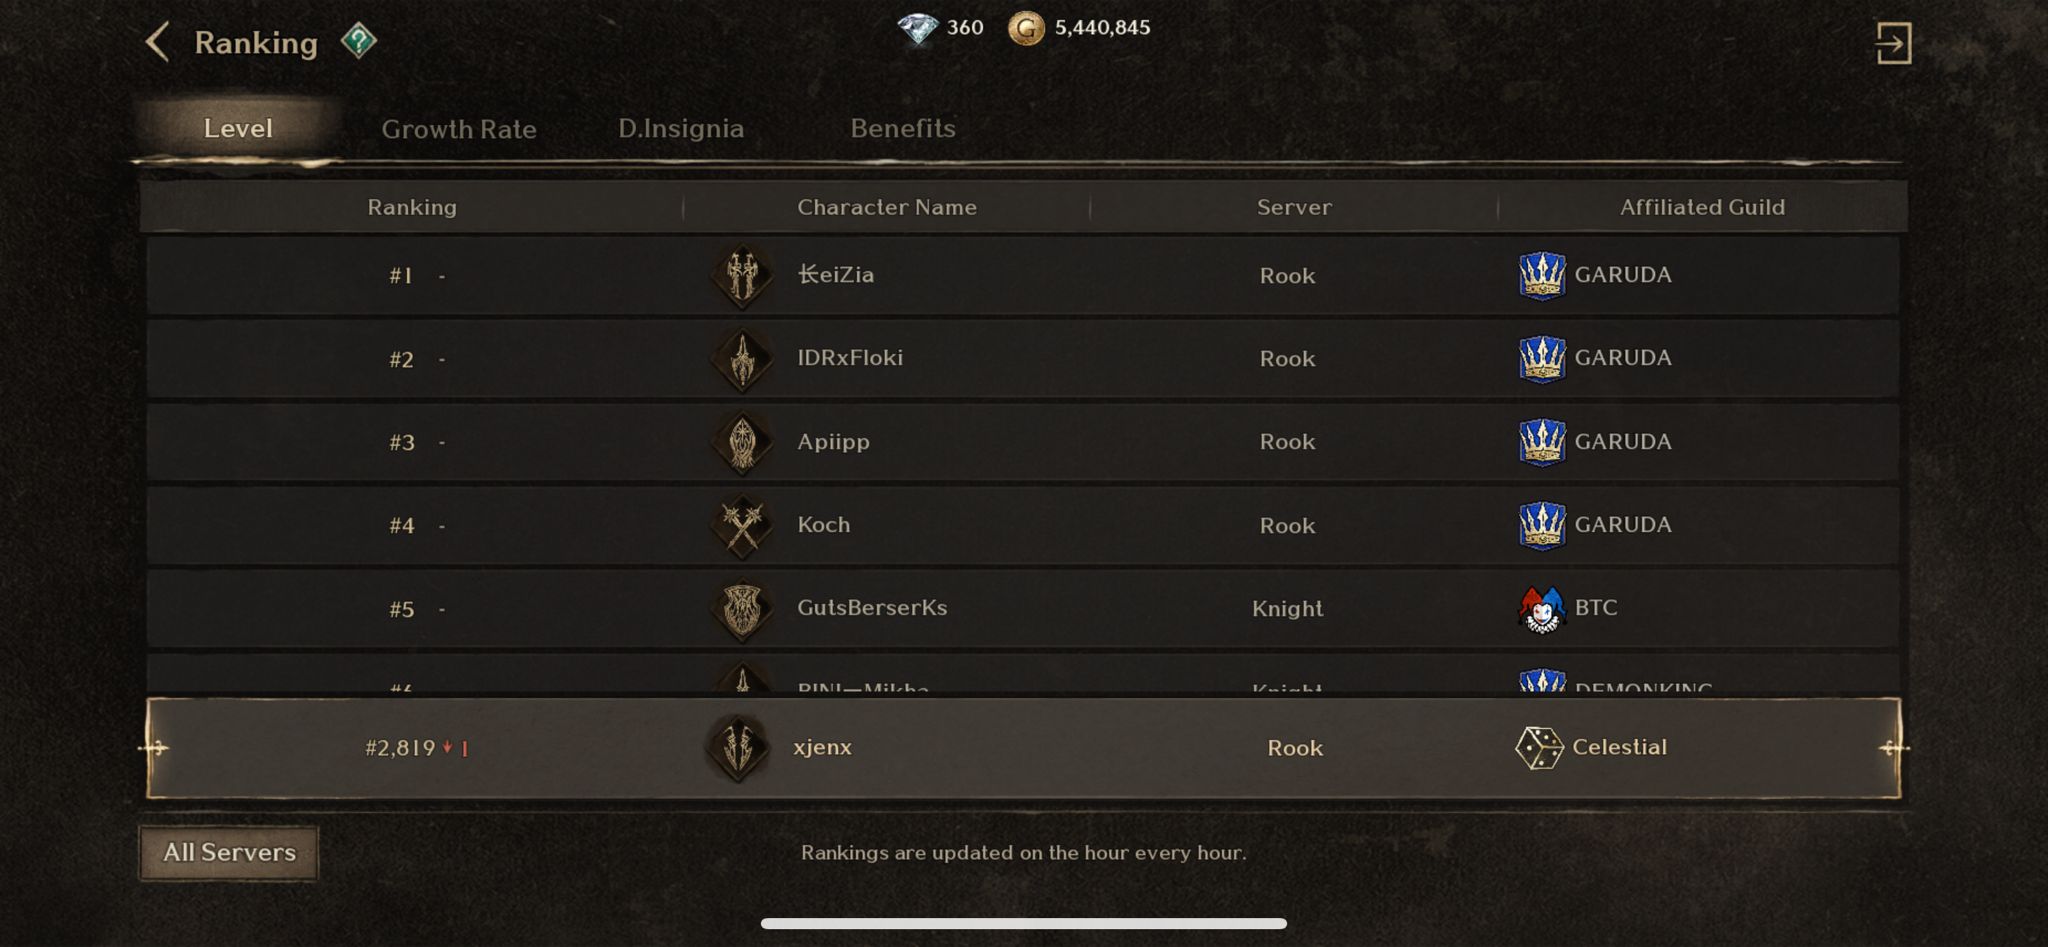 Ranking ?
360 G 5,440,845
Level Growth Rate D.Insignia Benefits
Ranking Character Name Server Affiliated Guild
#1 - 长eiZia Rook GARUDA
#2 - IDRxFloki Rook GARUDA
#3 - Apiipp Rook GARUDA
#4 - Koch Rook GARUDA
#5 - GutsBerserKs Knight BTC
#6 Knight DEMONKING
#2,819 1 xjenx Rook Celestial
All Servers
Rankings are updated on the hour every hour.